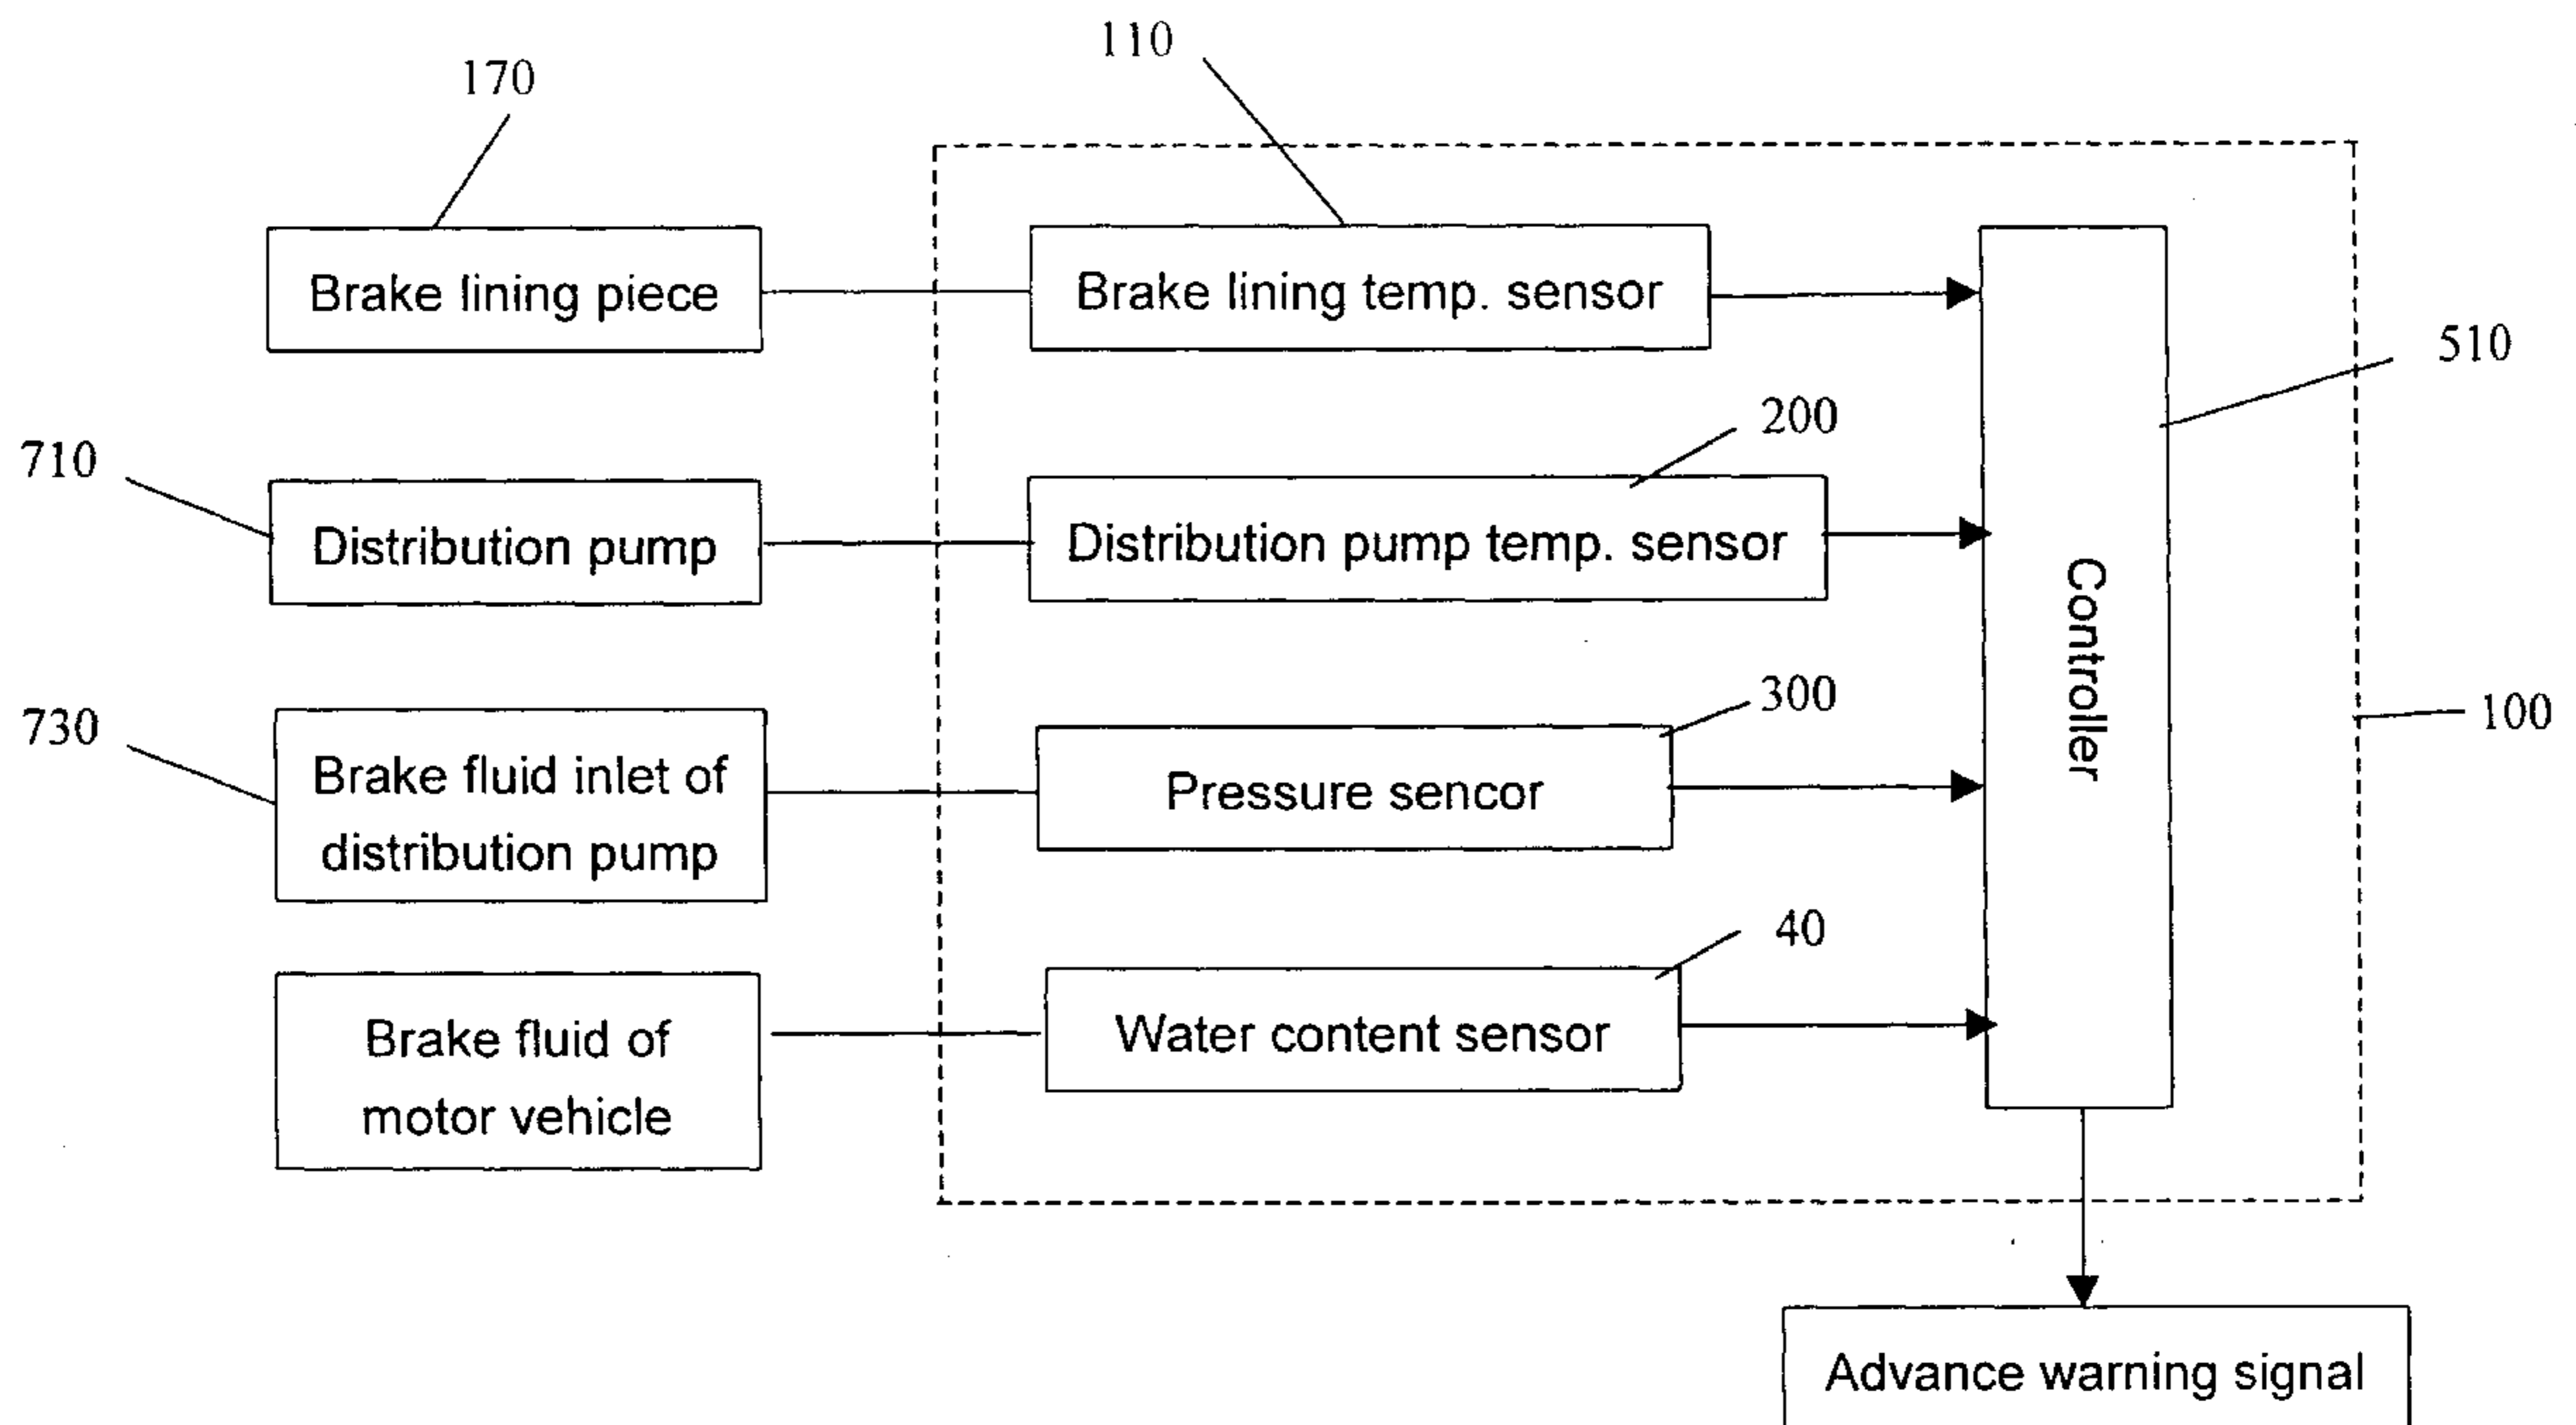 110
170
Brake lining piece
Brake lining temp. sensor
510
200
710
Distribution pump
Distribution pump temp. sensor
Controller
300
100
730
Brake fluid inlet of
distribution pump
Pressure sencor
40
Brake fluid of
motor vehicle
Water content sensor
Advance warning signal